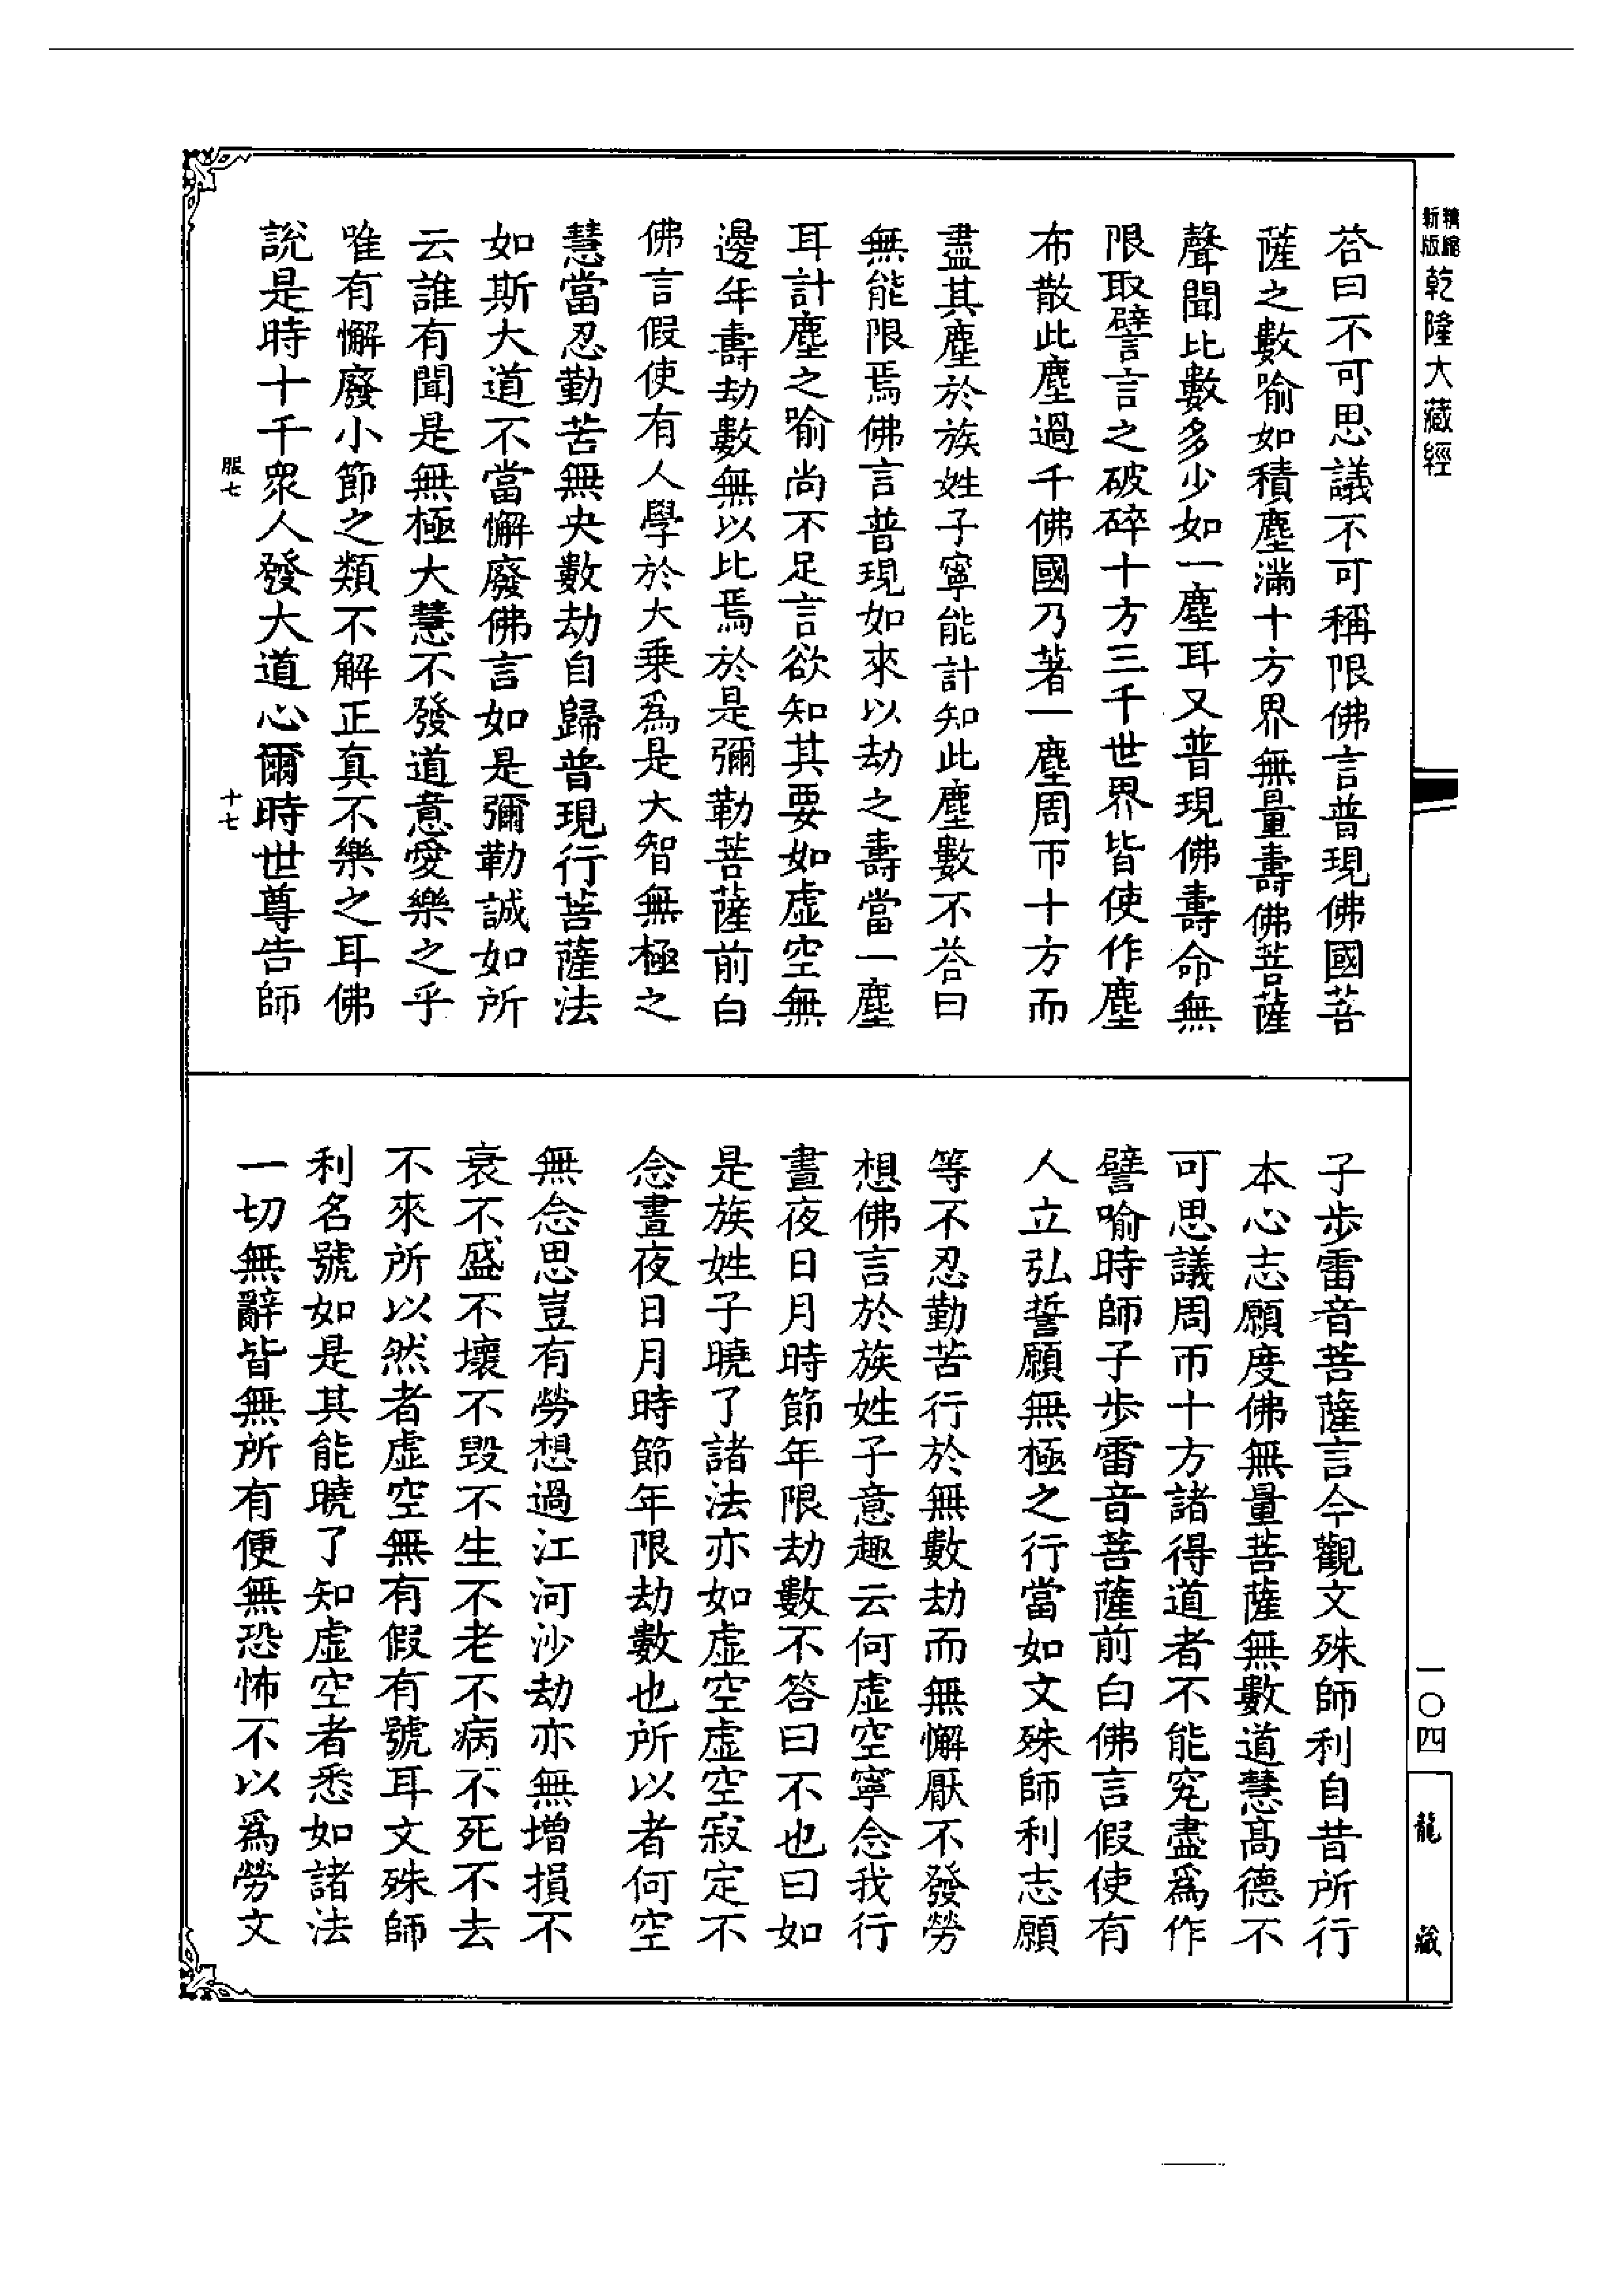 精縮新版乾隆大藏經
答曰不可思議不可稱限佛言普現佛國菩
薩之數喻如積塵滿十方界無量壽佛菩薩
聲聞比數多少如一塵耳又普現佛壽命無
限取譬言之破碎十方三千世界皆使作塵
布散此塵過千佛國乃著一塵周帀十方而
盡其塵於族姓子寧能計知此塵數不答曰
無能限焉佛言普現如來以劫之壽當一塵
耳計塵之喻尚不足言欲知其要如虛空無
邊年壽劫數無以比焉於是彌勒菩薩前白
佛言假使有人學於大乘為是大智無極之
慧當忍勤苦無央數劫自歸普現行菩薩法
如斯大道不當懈廢佛言如是彌勒誠如所
云誰有聞是無極大慧不發道意愛樂之乎
唯有懈廢小節之類不解正真不樂之耳佛
說是時十千眾人發大道心爾時世尊告師
服七 十七
子步雷音菩薩言今觀文殊師利自昔所行
本心志願度佛無量菩薩無數道慧高德不
可思議周帀十方諸得道者不能究盡為作
譬喻時師子步雷音菩薩前白佛言假使有
人立弘誓願無極之行當如文殊師利志願
等不忍勤苦行於無數劫而無懈厭不發勞
想佛言於族姓子意趣云何虛空寧念我行
晝夜日月時節年限劫數不答曰不也曰如
是族姓子曉了諸法亦如虛空虛空寂定不
念晝夜日月時節年限劫數也所以者何空
無念思豈有勞想過江河沙劫亦無增損不
衰不盛不壞不毀不生不老不病不死不去
不來所以然者虛空無有假有號耳文殊師
利名號如是其能曉了知虛空者悉如諸法
一切無辭皆無所有便無恐怖不以為勞文
一〇四
龍藏